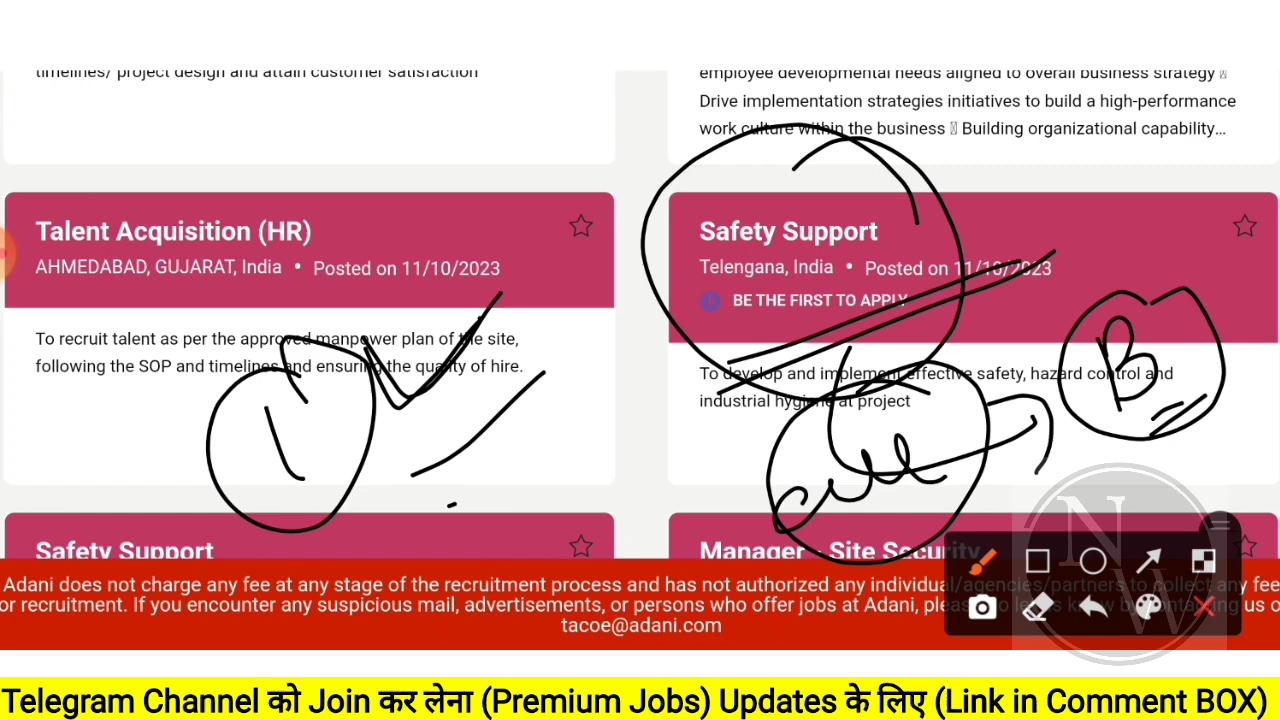 timelines/ project design and attain customer satisfaction
employee developmental needs aligned to overall business strategy
Drive implementation strategies initiatives to build a high-performance
work culture within the business Building organizational capability...
Talent Acquisition (HR)
AHMEDABAD, GUJARAT, India • Posted on 11/10/2023
To recruit talent as per the approved manpower plan of the site,
following the SOP and timelines and ensuring the quality of hire.
1
Safety Support
Telengana, India • Posted on 11/10/2023
BE THE FIRST TO APPLY
To develop and implement effective safety, hazard control and
industrial hygiene at project
B
Call
Safety Support
Manager - Site Security
Adani does not charge any fee at any stage of the recruitment process and has not authorized any individual/agencies/partners to collect any fee
or recruitment. If you encounter any suspicious mail, advertisements, or persons who offer jobs at Adani, please us
tacoe@adani.com
N
W
Telegram Channel को Join कर लेना (Premium Jobs) Updates के लिए (Link in Comment BOX)